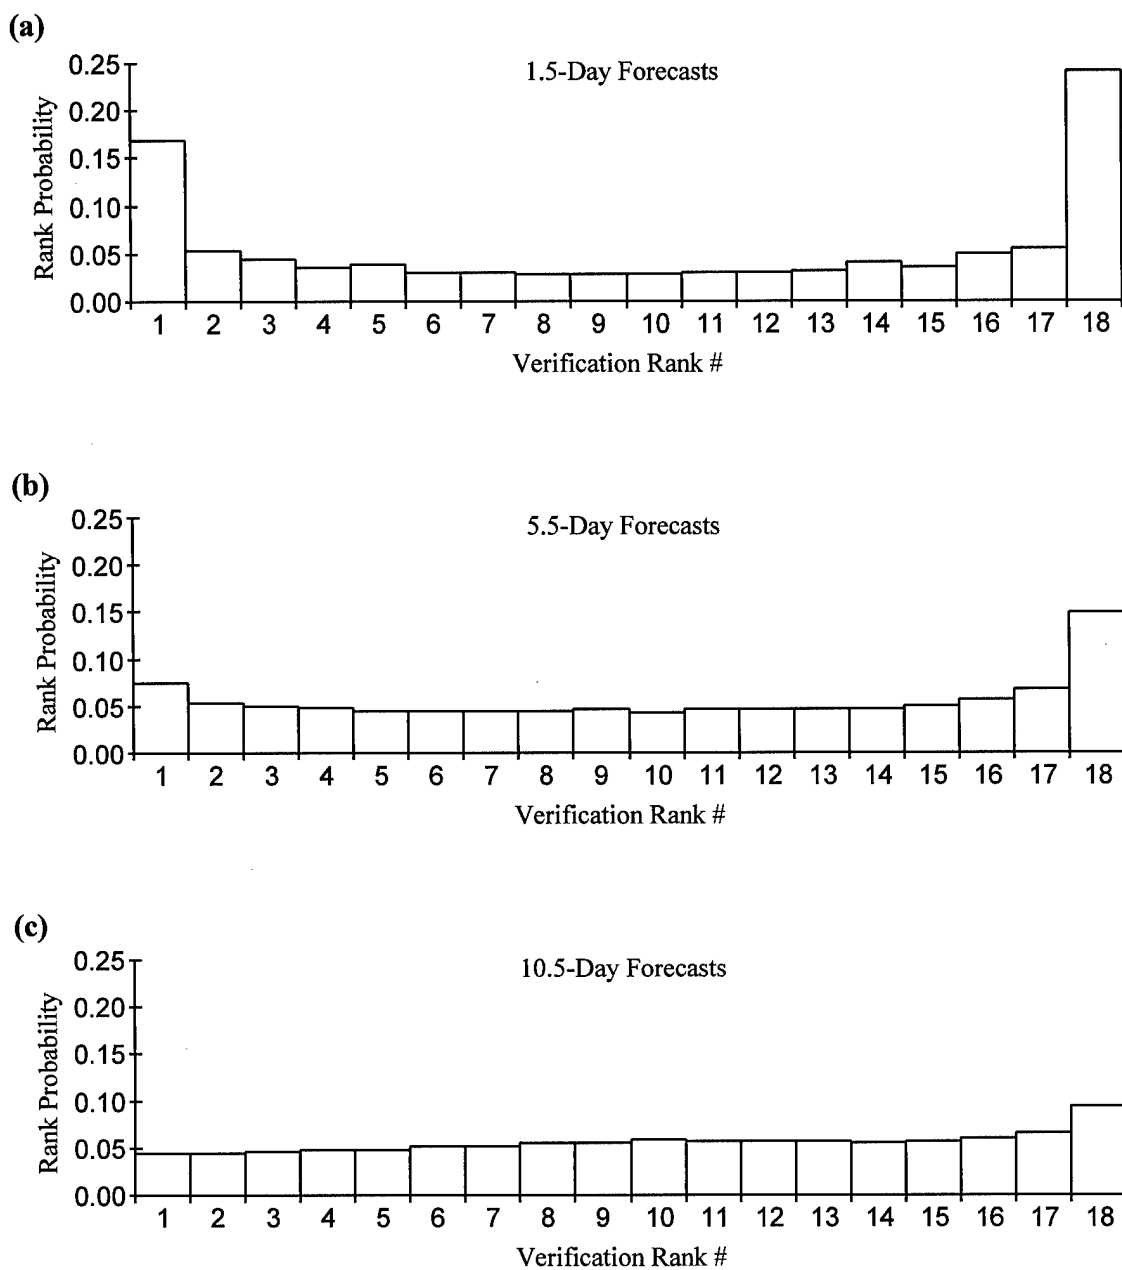 (a)
1.5-Day Forecasts
Rank Probability
0.25
0.20
0.15
0.10
0.05
0.00
1 2 3 4 5 6 7 8 9 10 11 12 13 14 15 16 17 18
Verification Rank #
(b)
5.5-Day Forecasts
Rank Probability
0.25
0.20
0.15
0.10
0.05
0.00
1 2 3 4 5 6 7 8 9 10 11 12 13 14 15 16 17 18
Verification Rank #
(c)
10.5-Day Forecasts
Rank Probability
0.25
0.20
0.15
0.10
0.05
0.00
1 2 3 4 5 6 7 8 9 10 11 12 13 14 15 16 17 18
Verification Rank #